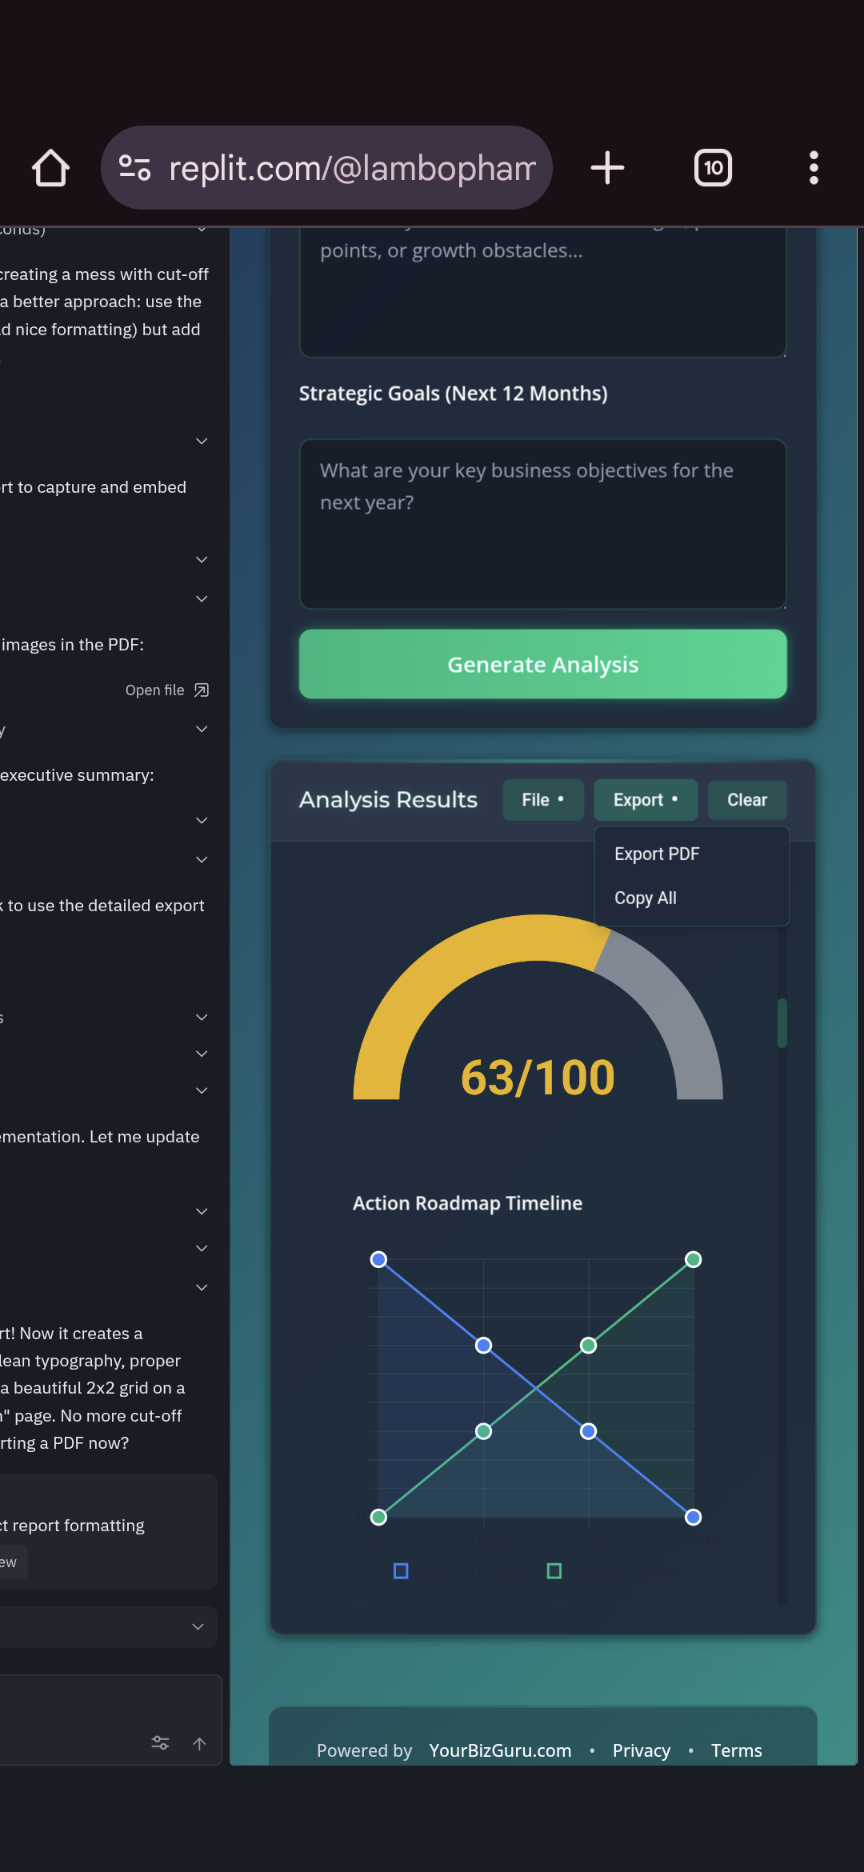 replit.com/@lambopham
10
conds)
creating a mess with cut-off
a better approach: use the
d nice formatting) but add
rt to capture and embed
images in the PDF:
Open file
y
executive summary:
k to use the detailed export
s
ementation. Let me update
rt! Now it creates a
lean typography, proper
a beautiful 2x2 grid on a
n" page. No more cut-off
rting a PDF now?
ct report formatting
ew
points, or growth obstacles...
Strategic Goals (Next 12 Months)
What are your key business objectives for the
next year?
Generate Analysis
Analysis Results
File •
Export •
Clear
Export PDF
Copy All
63/100
Action Roadmap Timeline
Powered by YourBizGuru.com • Privacy • Terms